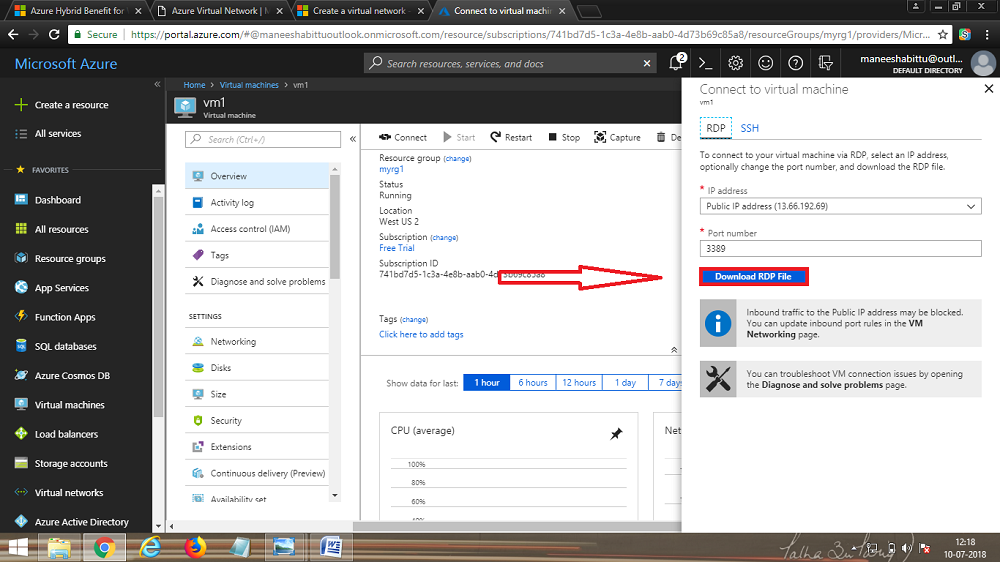 Azure Hybrid Benefit for
Azure Virtual Network | M
Create a virtual network -
Connect to virtual machin
Secure
https://portal.azure.com/#@maneeshabittuoutlook.onmicrosoft.com/resource/subscriptions/741bd7d5-1c3a-4e8b-aab0-4d73b69c85a8/resourceGroups/myrg1/providers/Micr...
Microsoft Azure
Search resources, services, and docs
2
maneeshabittu@outl...
DEFAULT DIRECTORY
Create a resource
All services
FAVORITES
Dashboard
All resources
Resource groups
App Services
Function Apps
SQL databases
Azure Cosmos DB
Virtual machines
Load balancers
Storage accounts
Virtual networks
Azure Active Directory
Home
Virtual machines
vm1
vm1
Virtual machine
Search (Ctrl+/)
Overview
Activity log
Access control (IAM)
Tags
Diagnose and solve problems
SETTINGS
Networking
Disks
Size
Security
Extensions
Continuous delivery (Preview)
Availability set
Connect
Start
Restart
Stop
Capture
De
Resource group (change)
myrg1
Status
Running
Location
West US 2
Subscription (change)
Free Trial
Subscription ID
741bd7d5-1c3a-4e8b-aab0-4d73b69c85a8
Tags (change)
Click here to add tags
Show data for last:
1 hour
6 hours
12 hours
1 day
7 days
CPU (average)
100%
80%
60%
40%
Net
Connect to virtual machine
vm1
RDP
SSH
To connect to your virtual machine via RDP, select an IP address,
optionally change the port number, and download the RDP file.
* IP address
Public IP address (13.66.192.69)
* Port number
3389
Download RDP File
Inbound traffic to the Public IP address may be blocked.
You can update inbound port rules in the VM
Networking page.
You can troubleshoot VM connection issues by opening
the Diagnose and solve problems page.
12:18
10-07-2018